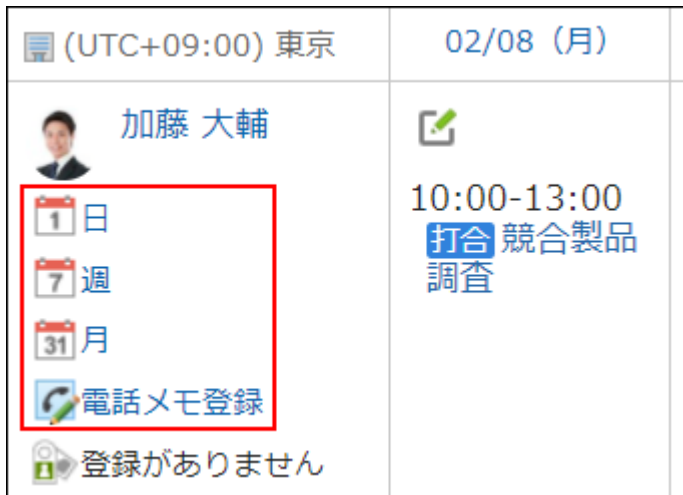 (UTC+09:00) 東京
02/08（月）
加藤 大輔
1 日
7 週
31 月
電話メモ登録
登録がありません
10:00-13:00
打合 競合製品
調査